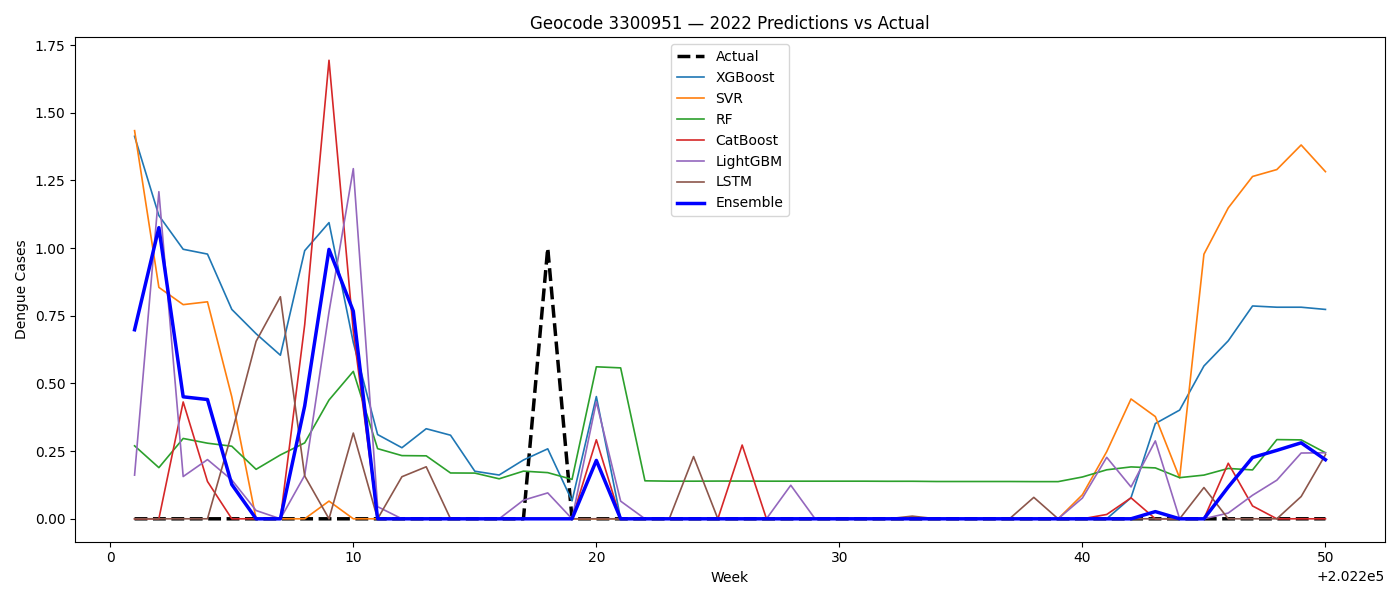 Geocode 3300951 — 2022 Predictions vs Actual
1.75
1.50
1.25
1.00
0.75
0.50
0.25
0.00
Dengue Cases
Actual
XGBoost
SVR
RF
CatBoost
LightGBM
LSTM
Ensemble
0
10
20
30
40
50
Week
+2.022e5